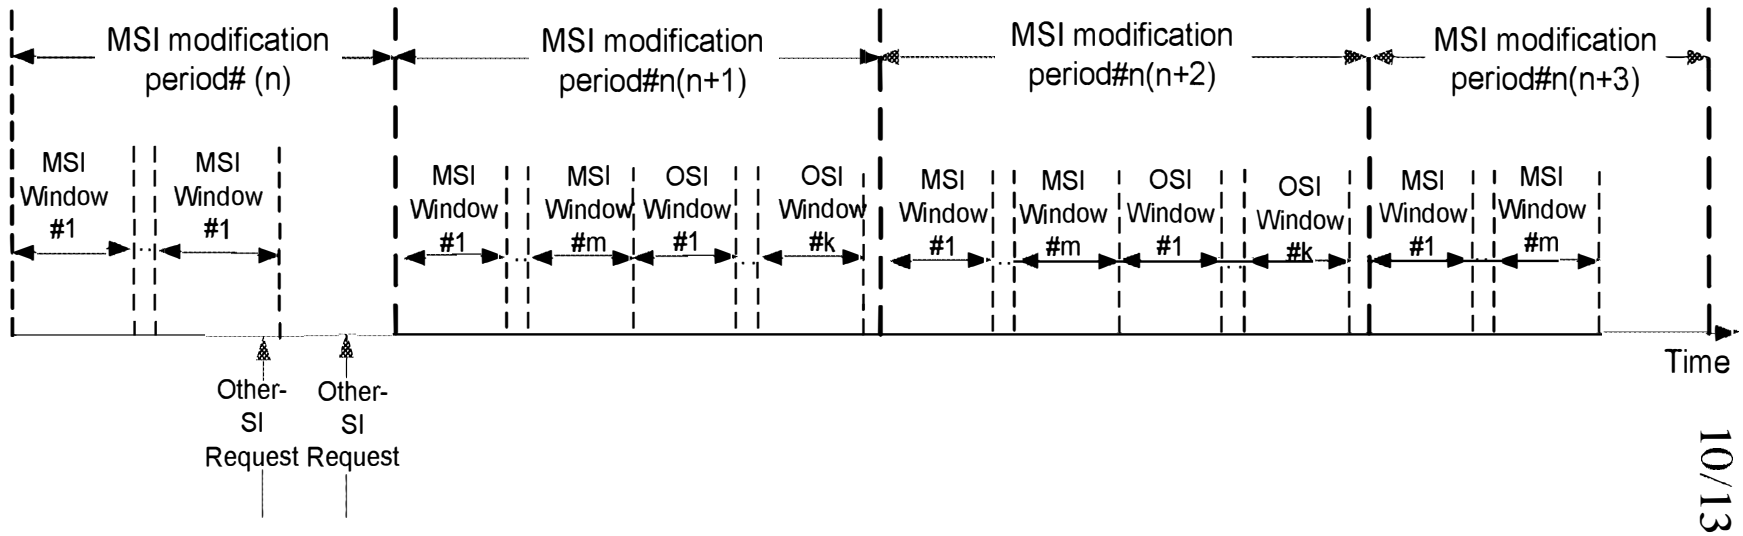 MSI modification
period# (n)
MSI modification
period#n(n+1)
MSI modification
period#n(n+2)
MSI modification
period#n(n+3)
MSI
Window
#1
MSI
Window
#1
MSI
Window
#1
MSI
Window
#m
OSI
Window
#1
OSI
Window
#k
MSI
Window
#1
MSI
Window
#m
OSI
Window
#1
OSI
Window
#k
MSI
Window
#1
MSI
Window
#m
Time
Other-
SI
Request
Other-
SI
Request
10/13